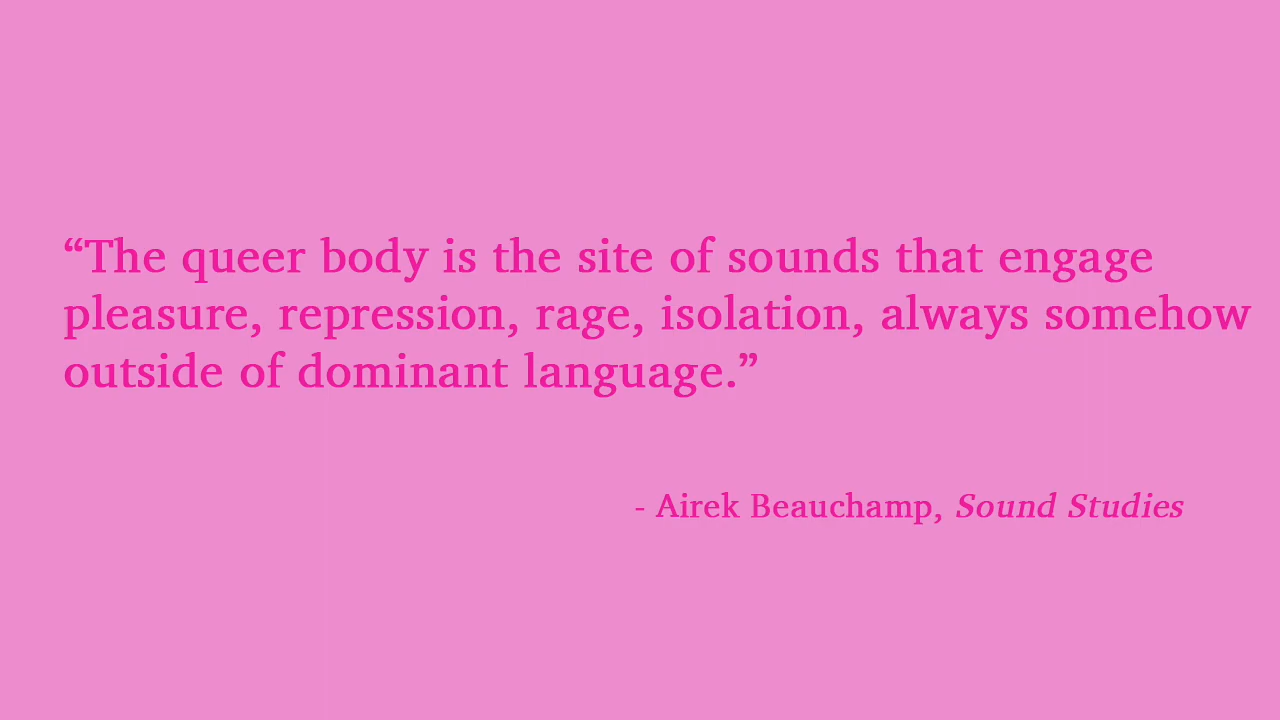 “The queer body is the site of sounds that engage
pleasure, repression, rage, isolation, always somehow
outside of dominant language.”
- Airek Beauchamp, Sound Studies